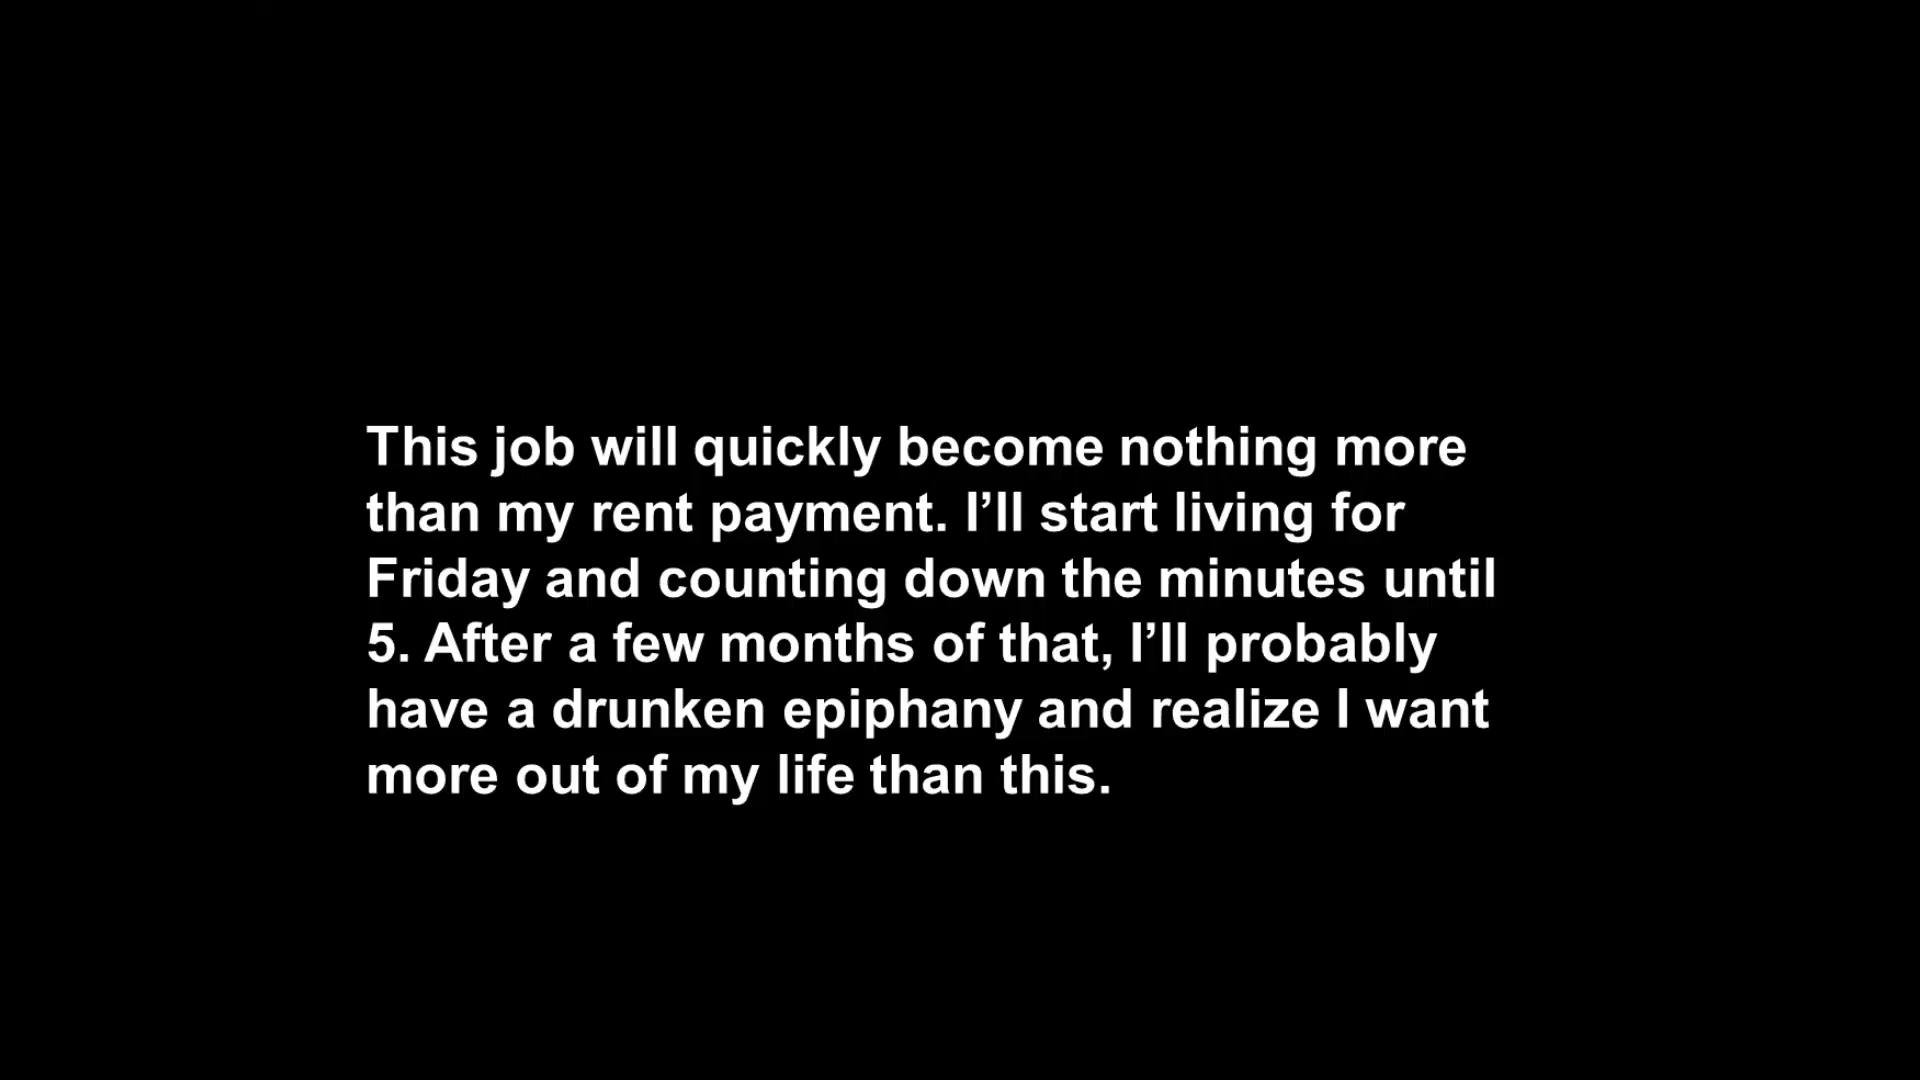 This job will quickly become nothing more
than my rent payment. I’ll start living for
Friday and counting down the minutes until
5. After a few months of that, I’ll probably
have a drunken epiphany and realize I want
more out of my life than this.